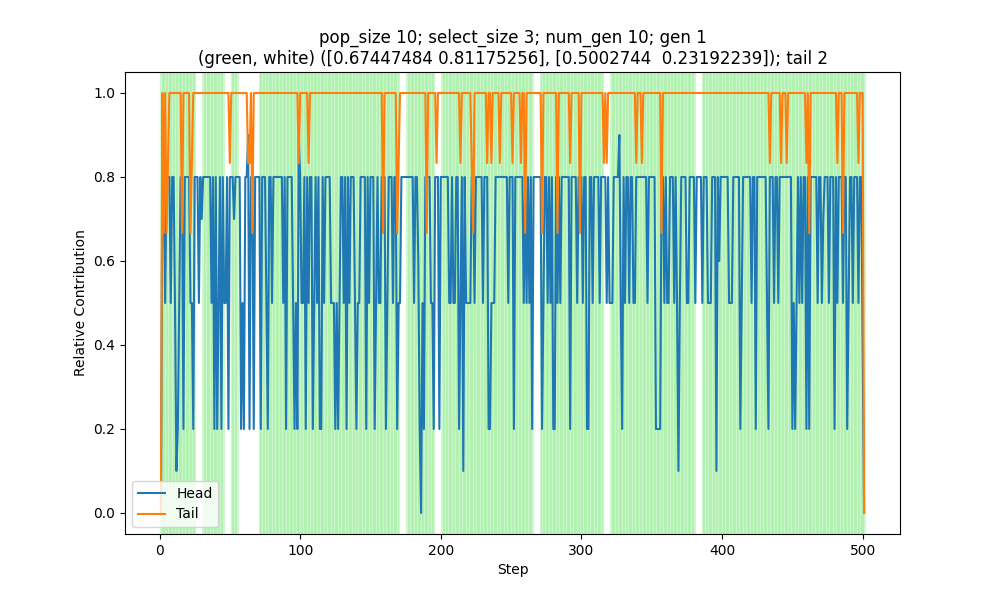 pop_size 10; select_size 3; num_gen 10; gen 1
(green, white) ([0.67447484 0.81175256], [0.5002744  0.23192239]); tail 2
1.0
0.8
0.6
0.4
0.2
0.0
Relative Contribution
Head
Tail
0
100
200
300
400
500
Step